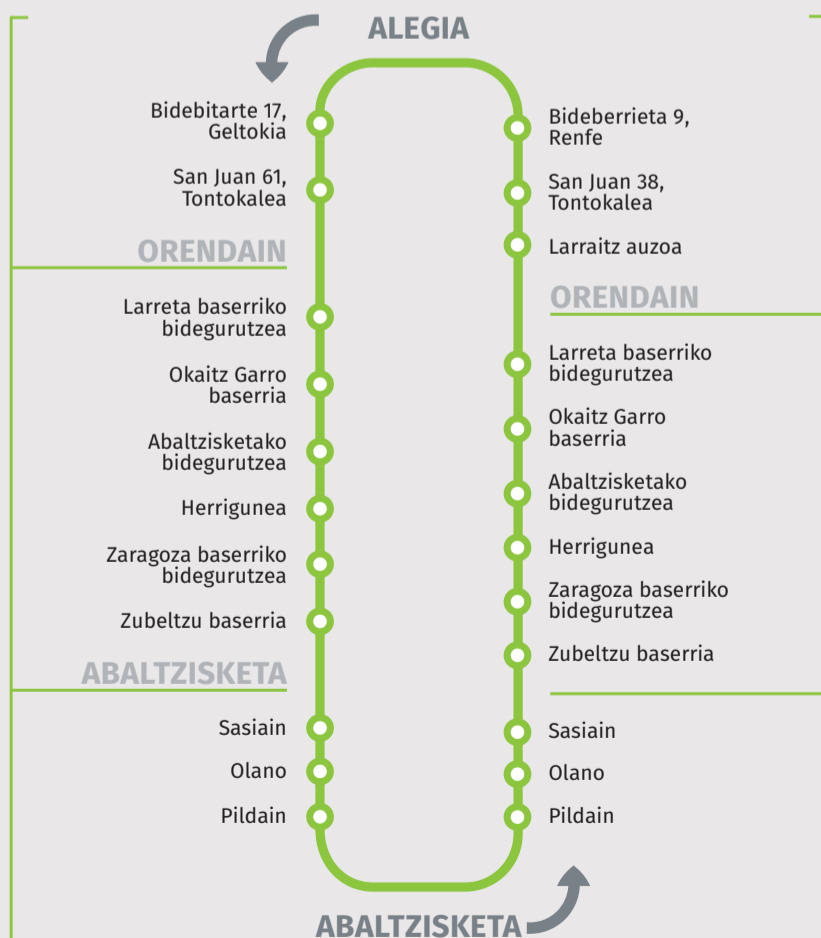 ALEGIA
Bidebitarte 17,
Geltokia
San Juan 61,
Tontokalea
ORENDAIN
Larreta baserriko
bidegurutzea
Okaitz Garro
baserria
Abaltzisketako
bidegurutzea
Herrigunea
Zaragoza baserriko
bidegurutzea
Zubeltzu baserria
ABALTZISKETA
Sasiain
Olano
Pildain
Bideberrieta 9,
Renfe
San Juan 38,
Tontokalea
Larraitz auzoa
ORENDAIN
Larreta baserriko
bidegurutzea
Okaitz Garro
baserria
Abaltzisketako
bidegurutzea
Herrigunea
Zaragoza baserriko
bidegurutzea
Zubeltzu baserria
Sasiain
Olano
Pildain
ABALTZISKETA